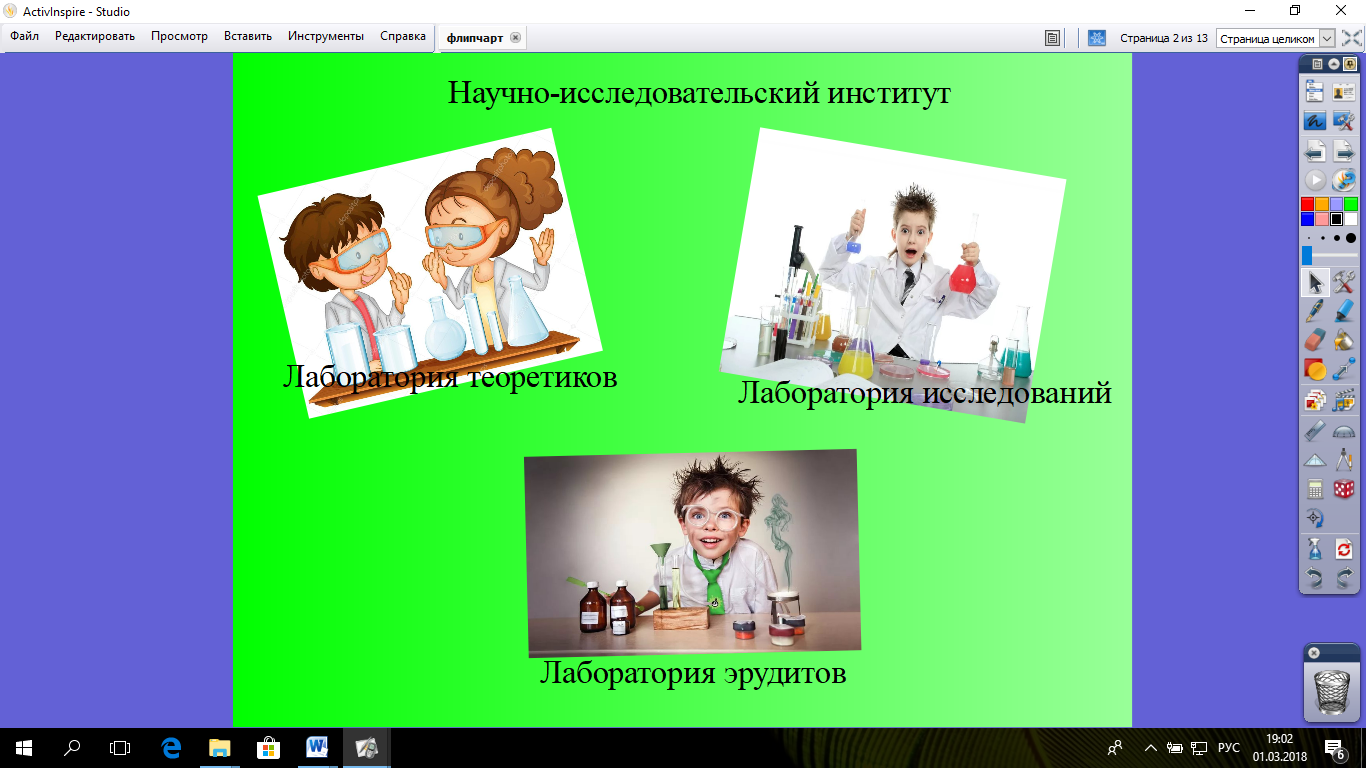 ActivInspire - Studio
Файл Редактировать Просмотр Вставить Инструменты Справка
флипчарт
Страница 2 из 13
Страница целиком
Научно-исследовательский институт
Лаборатория теоретиков
Лаборатория исследований
Лаборатория эрудитов
РУС
19:02
01.03.2018
6